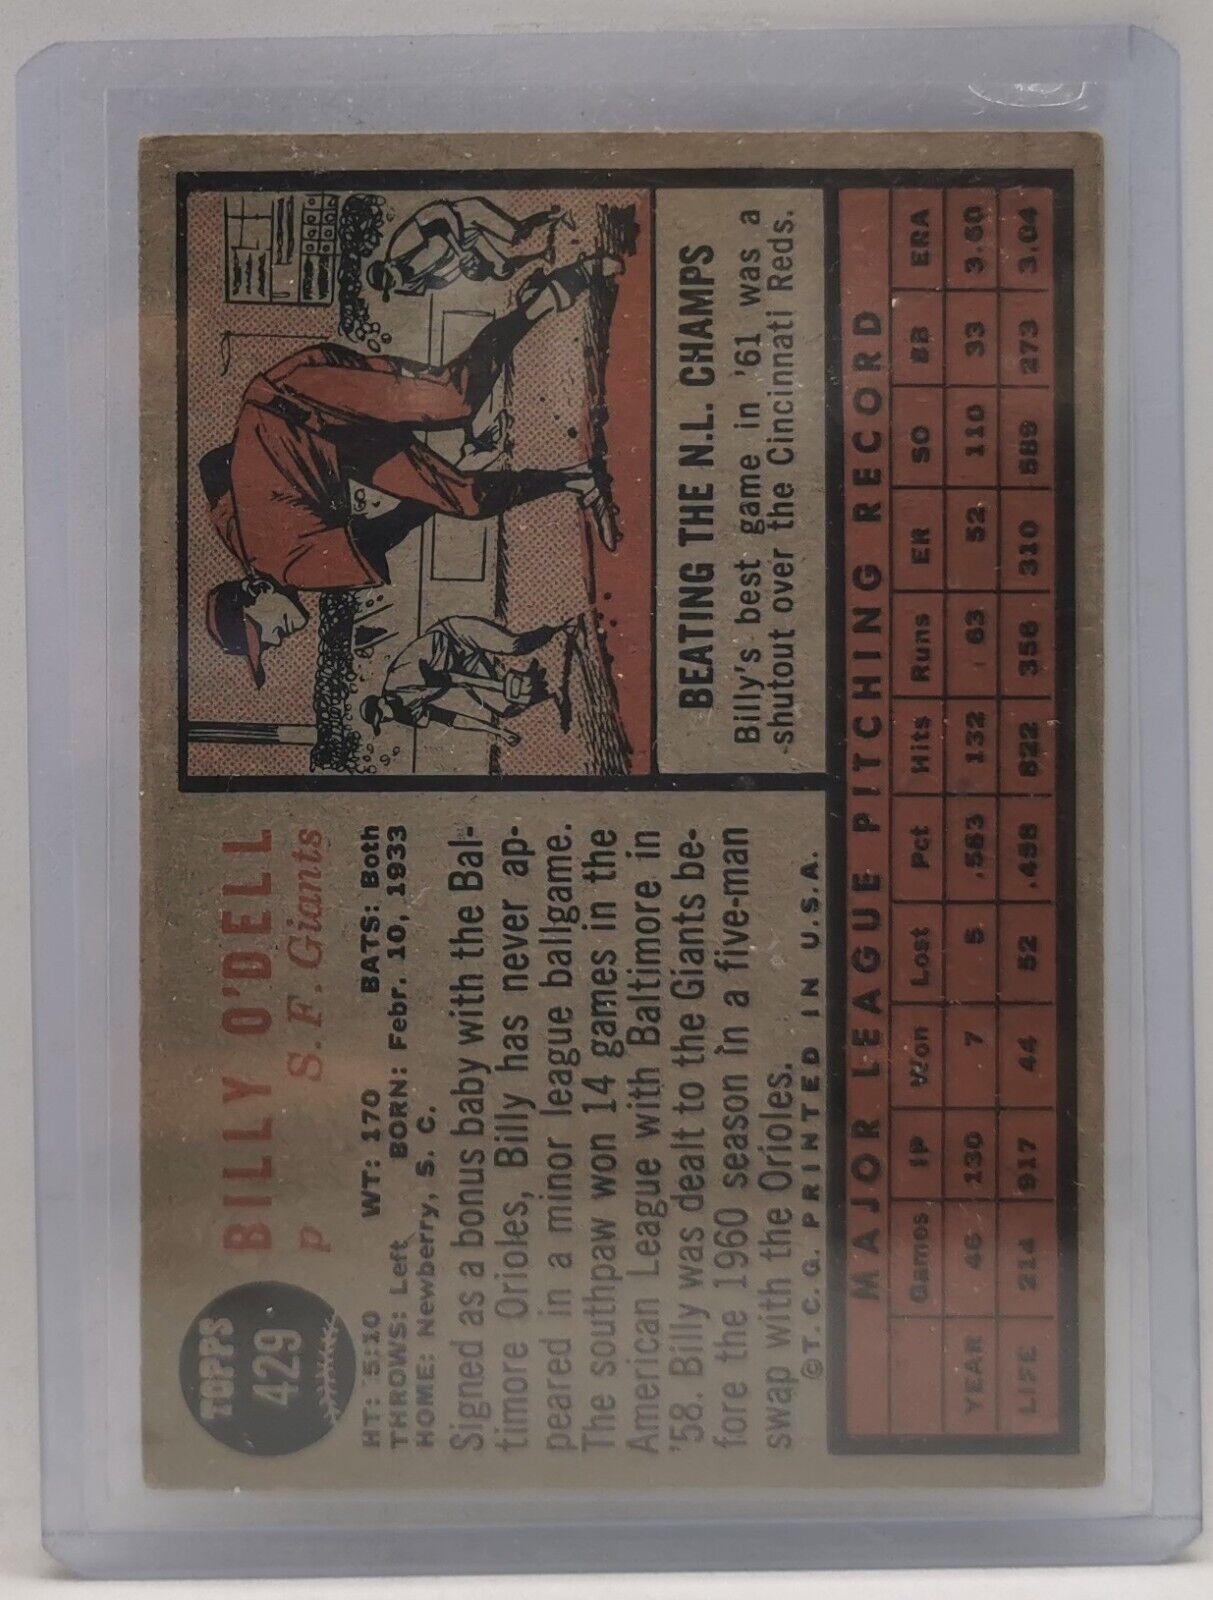 TOPPS
429
BILLY O'DELL
P S. F. Giants
HT: 5:10 WT: 170 BATS: Both
THROWS: Left BORN: Febr. 10, 1933
HOME: Newberry, S. C.
Signed as a bonus baby with the Bal-
timore Orioles, Billy has never ap-
peared in a minor league ballgame.
The southpaw won 14 games in the
American League with Baltimore in
'58. Billy was dealt to the Giants be-
fore the 1960 season in a five-man
swap with the Orioles.
©T. C. G. PRINTED IN U.S.A.
BEATING THE N.L. CHAMPS
Billy's best game in '61 was a
shutout over the Cincinnati Reds.
MAJOR LEAGUE PITCHING RECORD
Games IP Won Lost Pct Hits Runs ER SO BB ERA
YEAR 46 130 7 5 .583 132 63 52 110 33 3.60
LIFE 214 917 44 52 .458 822 356 310 589 273 3.04